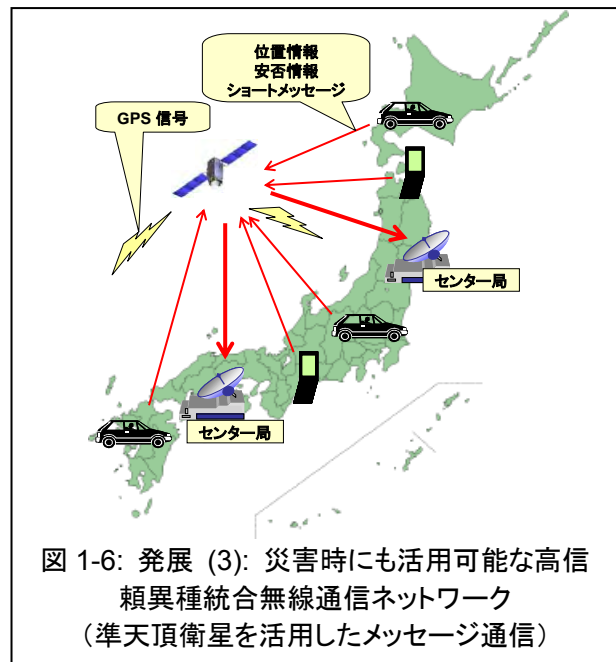 位置情報
安否情報
ショートメッセージ
GPS 信号
センター局
センター局
図 1-6: 発展 (3): 災害時にも活用可能な高信
頼異種統合無線通信ネットワーク
（準天頂衛星を活用したメッセージ通信）